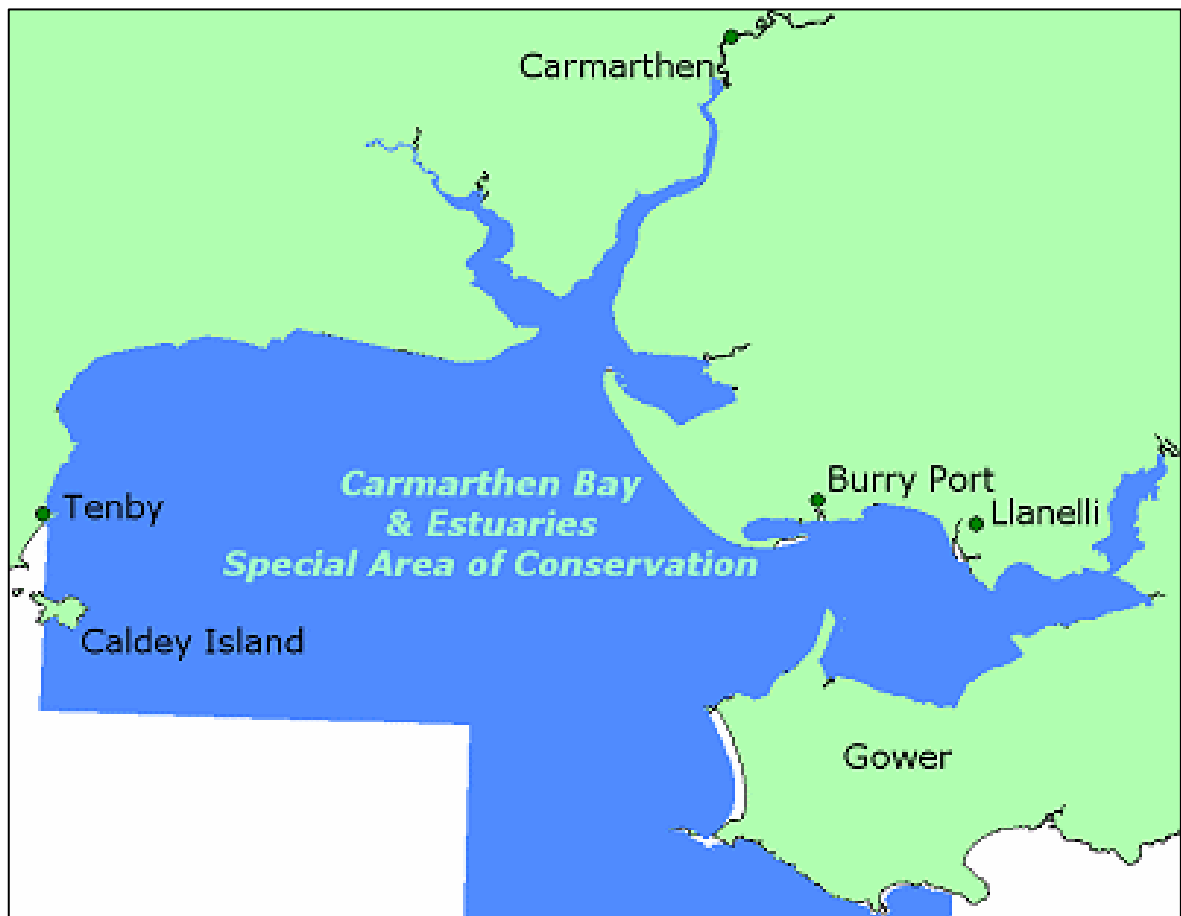 Carmarthen
Carmarthen Bay
& Estuaries
Special Area of Conservation
Burry Port
Llanelli
Tenby
Caldey Island
Gower